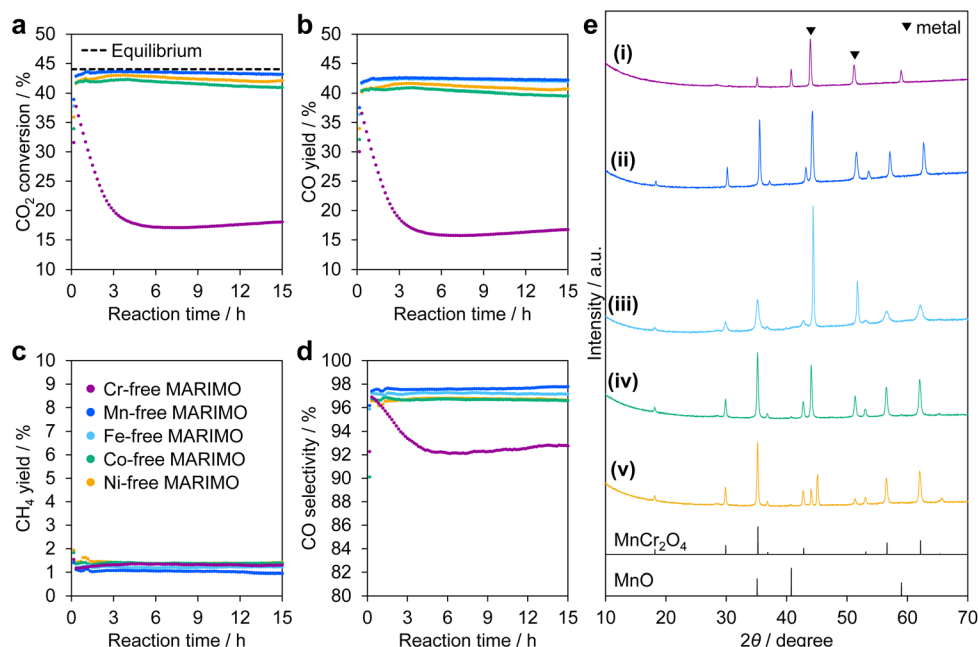 a
CO2 conversion / %
50
45
40
35
30
25
20
15
10
Equilibrium
0 3 6 9 12 15
Reaction time / h
b
CO yield / %
50
45
40
35
30
25
20
15
10
0 3 6 9 12 15
Reaction time / h
c
CH4 yield / %
10
9
8
7
6
5
4
3
2
1
0
Cr-free MARIMO
Mn-free MARIMO
Fe-free MARIMO
Co-free MARIMO
Ni-free MARIMO
0 3 6 9 12 15
Reaction time / h
d
CO selectivity / %
100
98
96
94
92
90
88
86
84
82
80
0 3 6 9 12 15
Reaction time / h
e
▼ metal
Intensity / a.u.
(i)
(ii)
(iii)
(iv)
(v)
MnCr2O4
MnO
10 20 30 40 50 60 70
2θ / degree